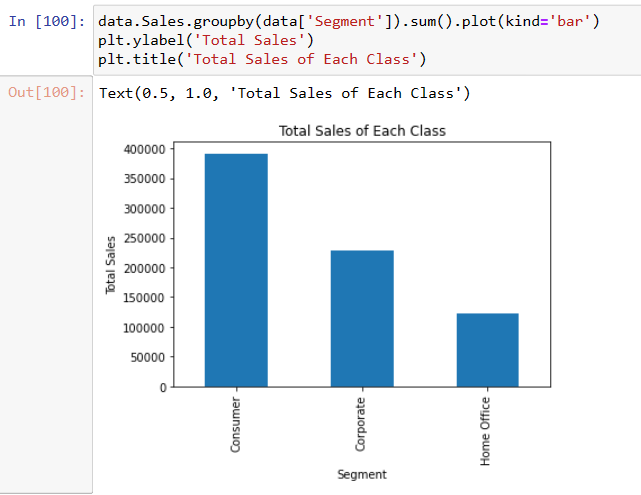 In [100]: data.Sales.groupby(data['Segment']).sum().plot(kind='bar')
plt.ylabel('Total Sales')
plt.title('Total Sales of Each Class')
Out[100]: Text(0.5, 1.0, 'Total Sales of Each Class')
Total Sales of Each Class
400000
350000
300000
250000
200000
150000
100000
50000
0
Total Sales
Consumer
Corporate
Home Office
Segment